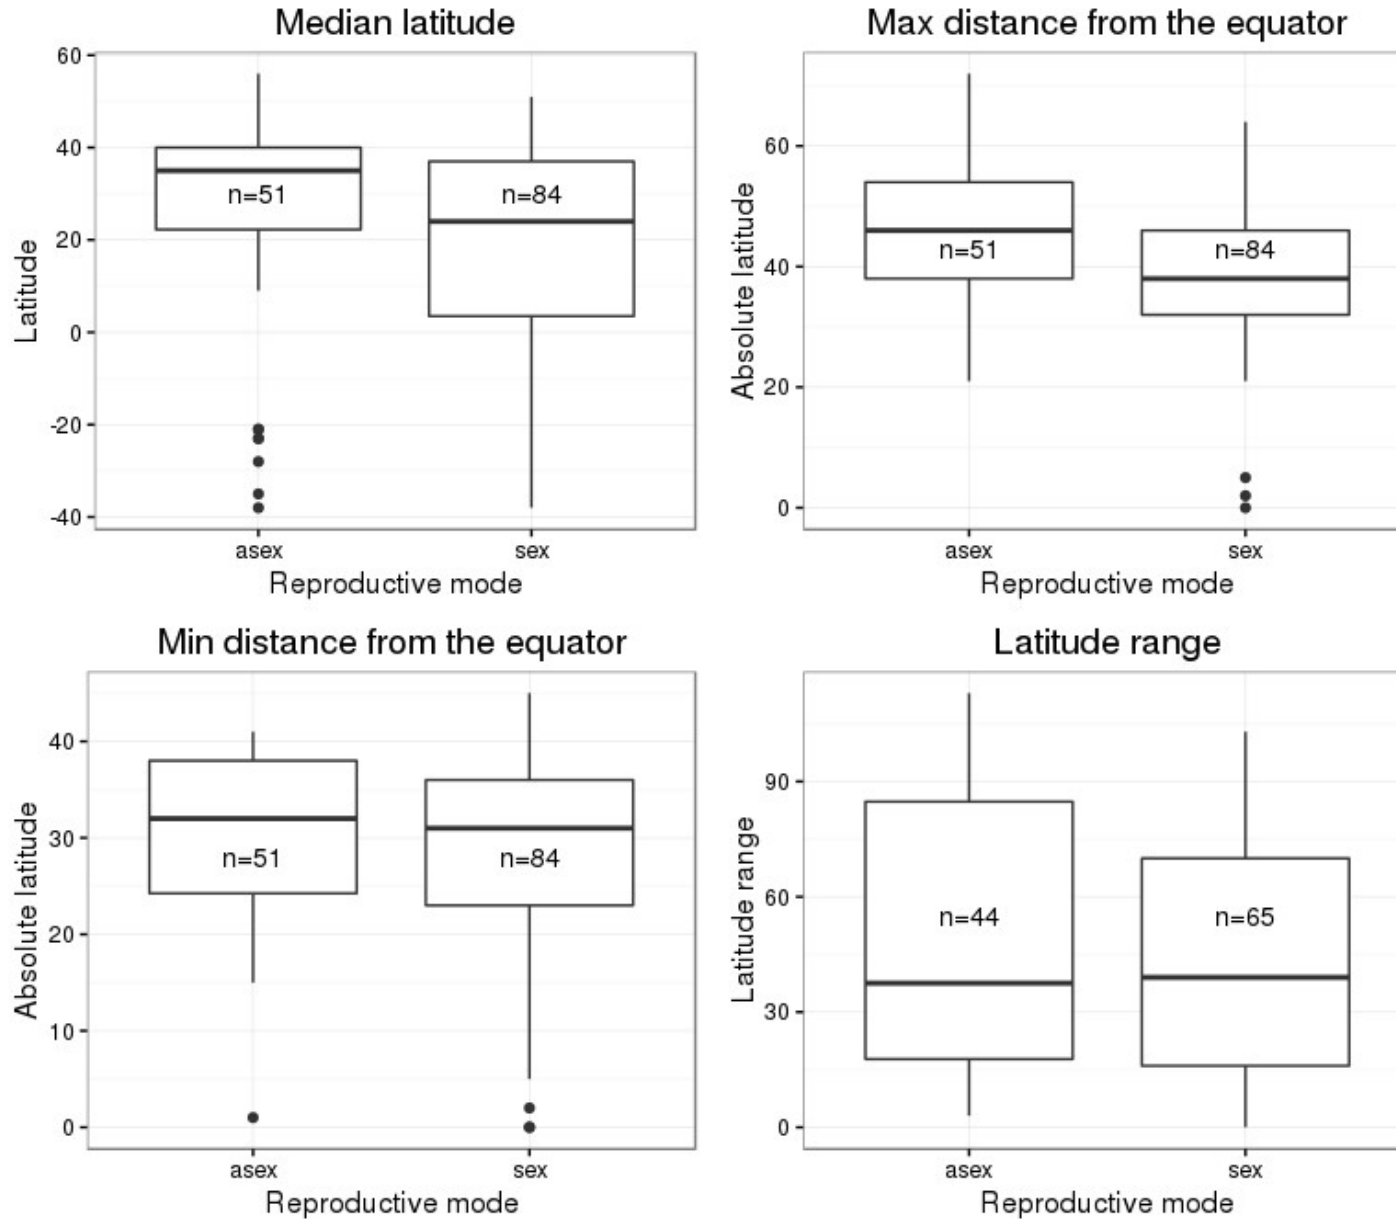 Median latitude
60
40
20
0
-20
-40
Latitude
n=51
n=84
asex
sex
Reproductive mode
Max distance from the equator
60
40
20
0
Absolute latitude
n=51
n=84
asex
sex
Reproductive mode
Min distance from the equator
40
30
20
10
0
Absolute latitude
n=51
n=84
asex
sex
Reproductive mode
Latitude range
90
60
30
0
Latitude range
n=44
n=65
asex
sex
Reproductive mode